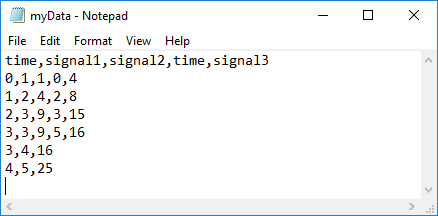 myData - Notepad
File Edit Format View Help
time,signal1,signal2,time,signal3
0,1,1,0,4
1,2,4,2,8
2,3,9,3,15
3,3,9,5,16
3,4,16
4,5,25